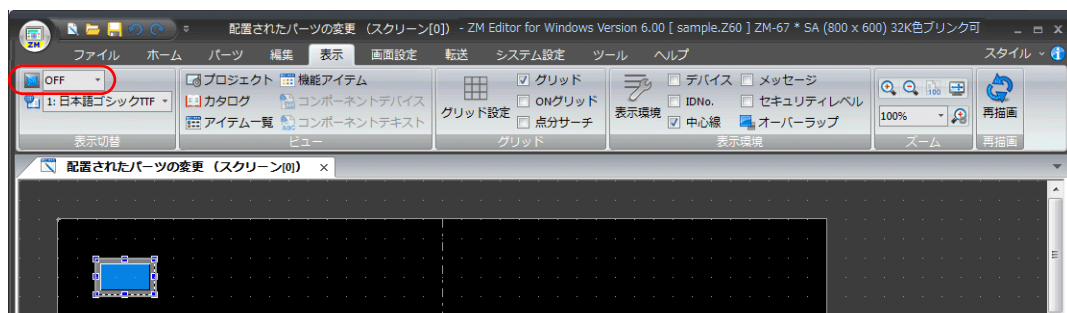 配置されたパーツの変更 （スクリーン[0]） - ZM Editor for Windows Version 6.00 [ sample.Z60 ] ZM-67 * SA (800 x 600) 32K色ブリンク可
ZM
ファイル ホーム パーツ 編集 表示 画面設定 転送 システム設定 ツール ヘルプ スタイル
OFF プロジェクト 機能アイテム グリッド デバイス メッセージ
1: 日本語ゴシックTTF カタログ コンポーネントデバイス グリッド設定 ONグリッド 表示環境 IDNo. セキュリティレベル 100% 再描画
アイテム一覧 コンポーネントテキスト 点分サーチ 中心線 オーバーラップ
表示切替 ビュー グリッド 表示環境 ズーム 再描画
配置されたパーツの変更 （スクリーン[0]） ×